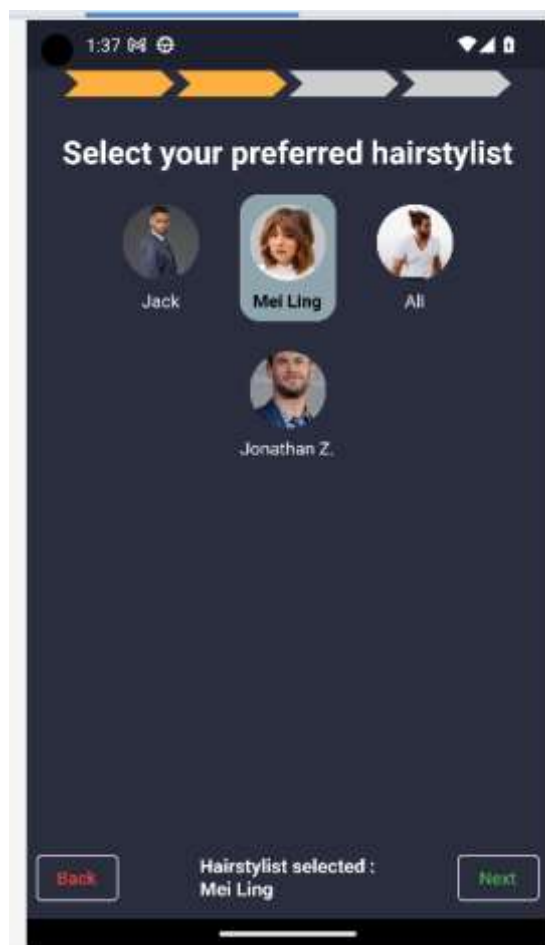 1:37
Select your preferred hairstylist
Jack
Mei Ling
Ali
Jonathan Z.
Back
Hairstylist selected :
Mei Ling
Next